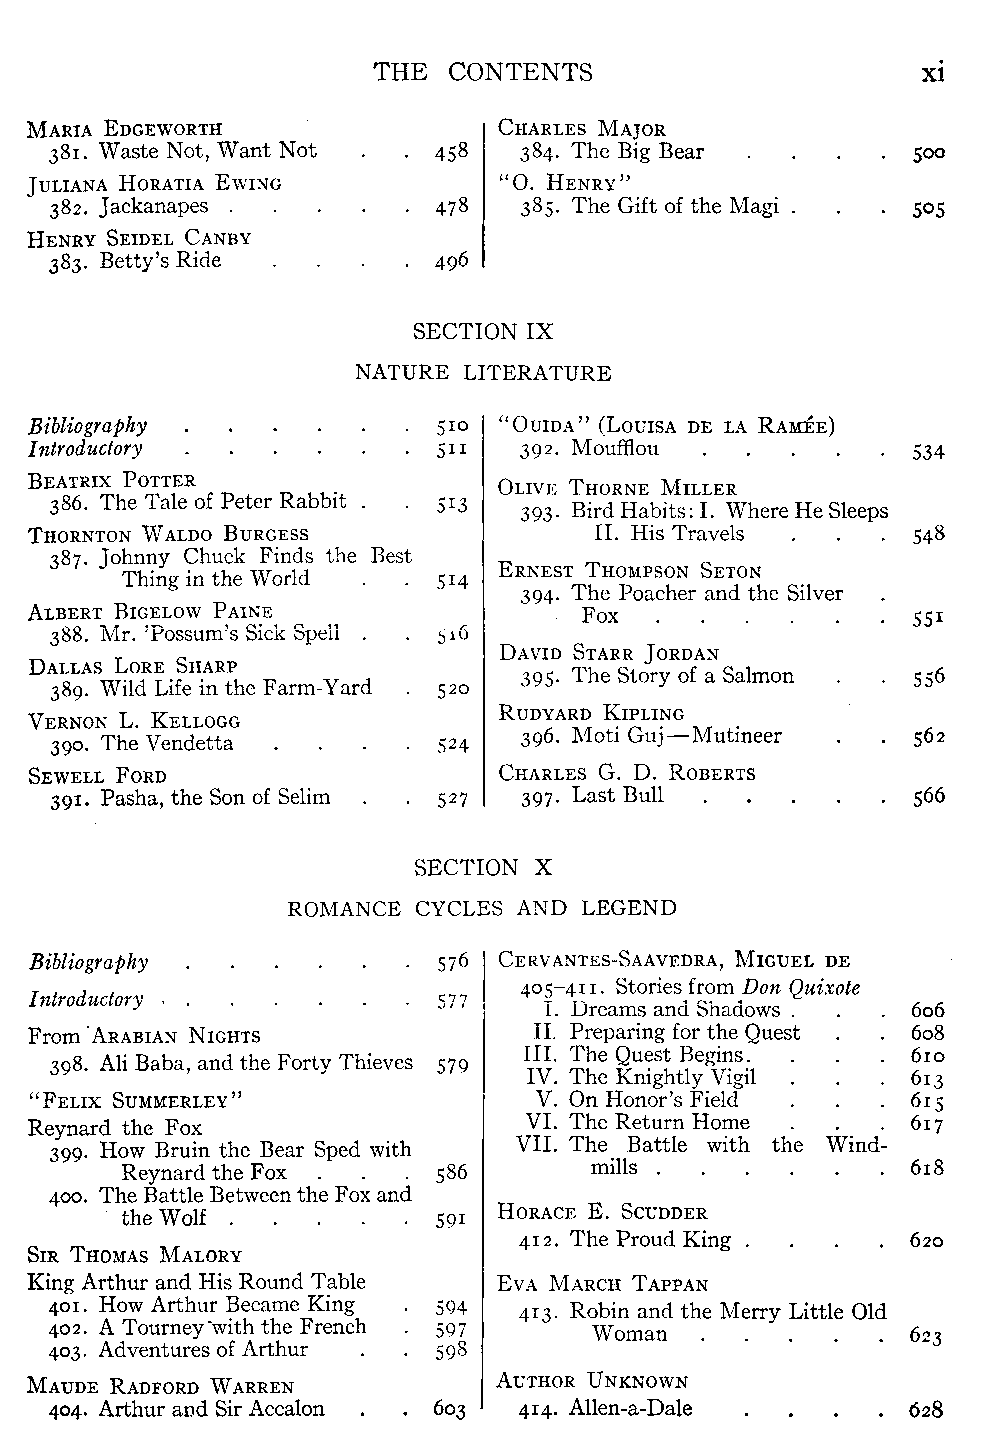 THE CONTENTS xi
MARIA EDGEWORTH
381. Waste Not, Want Not . . 458
JULIANA HORATIA EWING
382. Jackanapes . . . . . 478
HENRY SEIDEL CANBY
383. Betty's Ride . . . . 496
CHARLES MAJOR
384. The Big Bear . . . . 500
"O. HENRY"
385. The Gift of the Magi . . . 505
SECTION IX
NATURE LITERATURE
Bibliography . . . . . . 510
Introductory . . . . . . 511
BEATRIX POTTER
386. The Tale of Peter Rabbit . . 513
THORNTON WALDO BURGESS
387. Johnny Chuck Finds the Best
Thing in the World . . 514
ALBERT BIGELOW PAINE
388. Mr. 'Possum's Sick Spell . . 516
DALLAS LORE SHARP
389. Wild Life in the Farm-Yard . 520
VERNON L. KELLOGG
390. The Vendetta . . . . 524
SEWELL FORD
391. Pasha, the Son of Selim . . 527
"OUIDA" (LOUISA DE LA RAMÉE)
392. Moufflou . . . . . 534
OLIVE THORNE MILLER
393. Bird Habits: I. Where He Sleeps
II. His Travels . . . 548
ERNEST THOMPSON SETON
394. The Poacher and the Silver .
Fox . . . . . . 551
DAVID STARR JORDAN
395. The Story of a Salmon . . 556
RUDYARD KIPLING
396. Moti Guj—Mutineer . . 562
CHARLES G. D. ROBERTS
397. Last Bull . . . . . 566
SECTION X
ROMANCE CYCLES AND LEGEND
Bibliography . . . . . . 576
Introductory . . . . . . 577
From ARABIAN NIGHTS
398. Ali Baba, and the Forty Thieves 579
"FELIX SUMMERLEY"
Reynard the Fox
399. How Bruin the Bear Sped with
Reynard the Fox . . . 586
400. The Battle Between the Fox and
the Wolf . . . . . 591
SIR THOMAS MALORY
King Arthur and His Round Table
401. How Arthur Became King . 594
402. A Tourney with the French . 597
403. Adventures of Arthur . . 598
MAUDE RADFORD WARREN
404. Arthur and Sir Accalon . . 603
CERVANTES-SAAVEDRA, MIGUEL DE
405–411. Stories from Don Quixote
I. Dreams and Shadows . . . 606
II. Preparing for the Quest . . 608
III. The Quest Begins. . . . 610
IV. The Knightly Vigil . . . 613
V. On Honor's Field . . . 615
VI. The Return Home . . . 617
VII. The Battle with the Wind-
mills . . . . . . 618
HORACE E. SCUDDER
412. The Proud King . . . . 620
EVA MARCH TAPPAN
413. Robin and the Merry Little Old
Woman . . . . . 623
AUTHOR UNKNOWN
414. Allen-a-Dale . . . . 628